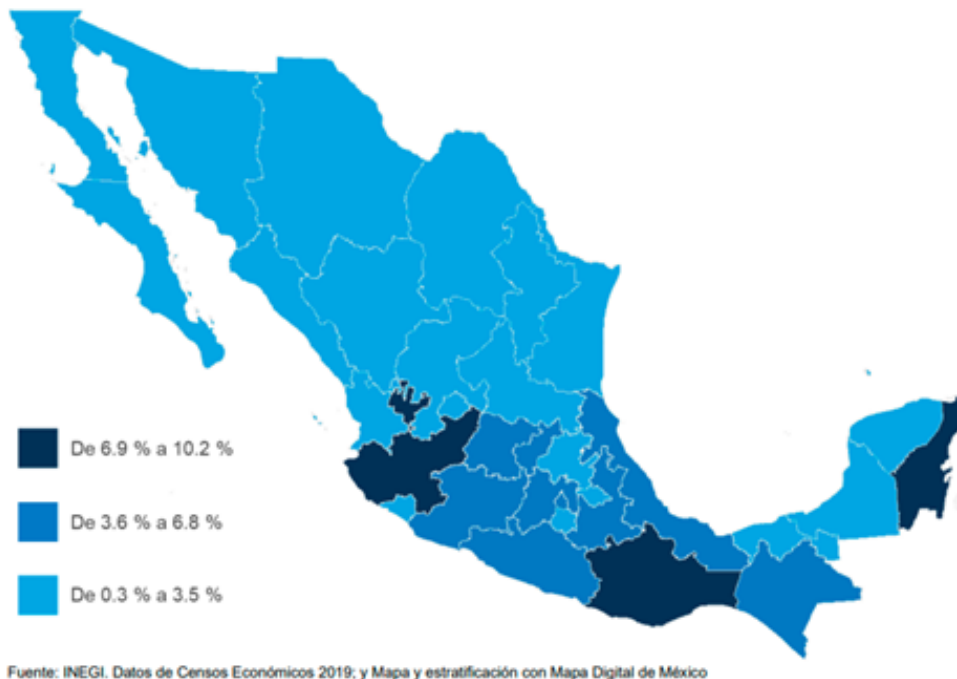 De 6.9 % a 10.2 %
De 3.6 % a 6.8 %
De 0.3 % a 3.5 %
Fuente: INEGI. Datos de Censos Económicos 2019; y Mapa y estratificación con Mapa Digital de México